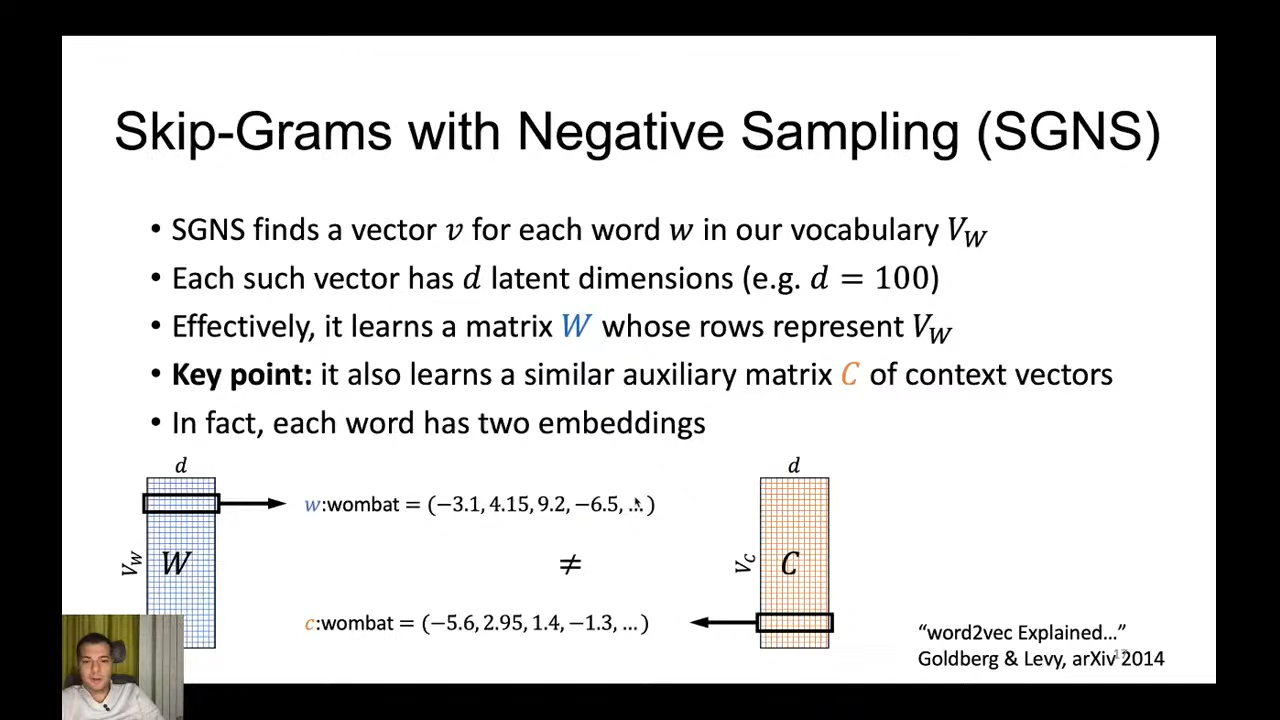 Skip-Grams with Negative Sampling (SGNS)
• SGNS finds a vector v for each word w in our vocabulary V_W
• Each such vector has d latent dimensions (e.g. d = 100)
• Effectively, it learns a matrix W whose rows represent V_W
• Key point: it also learns a similar auxiliary matrix C of context vectors
• In fact, each word has two embeddings
d
V_W
W
w:wombat = (−3.1, 4.15, 9.2, −6.5, …)
≠
c:wombat = (−5.6, 2.95, 1.4, −1.3, …)
d
V_C
C
“word2vec Explained…”
Goldberg & Levy, arXiv 2014
17